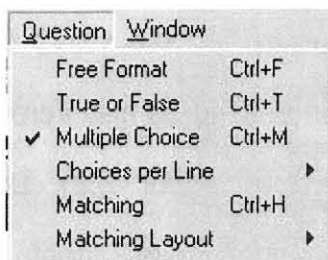 Question Window
Free Format Ctrl+F
True or False Ctrl+T
Multiple Choice Ctrl+M
Choices per Line
Matching Ctrl+H
Matching Layout